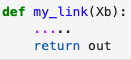 def my_link(Xb):
    .....
    return out